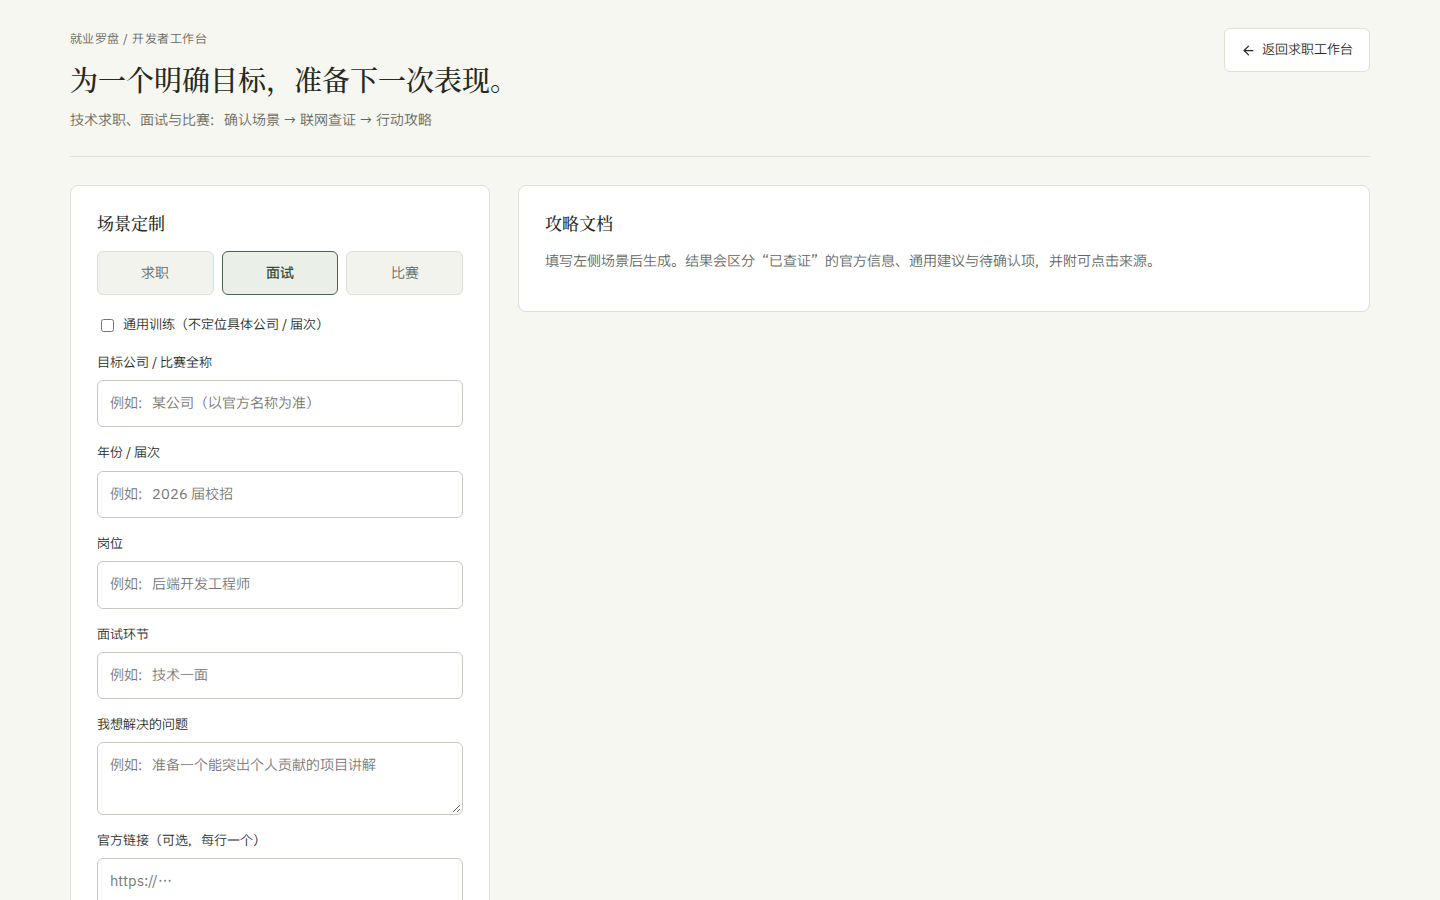 就业罗盘 / 开发者工作台
返回求职工作台
为一个明确目标，准备下一次表现。
技术求职、面试与比赛：确认场景 → 联网查证 → 行动攻略
场景定制
求职
面试
比赛
通用训练（不定位具体公司 / 届次）
目标公司 / 比赛全称
例如：某公司（以官方名称为准）
年份 / 届次
例如：2026 届校招
岗位
例如：后端开发工程师
面试环节
例如：技术一面
我想解决的问题
例如：准备一个能突出个人贡献的项目讲解
官方链接（可选，每行一个）
https://…
攻略文档
填写左侧场景后生成。结果会区分“已查证”的官方信息、通用建议与待确认项，并附可点击来源。